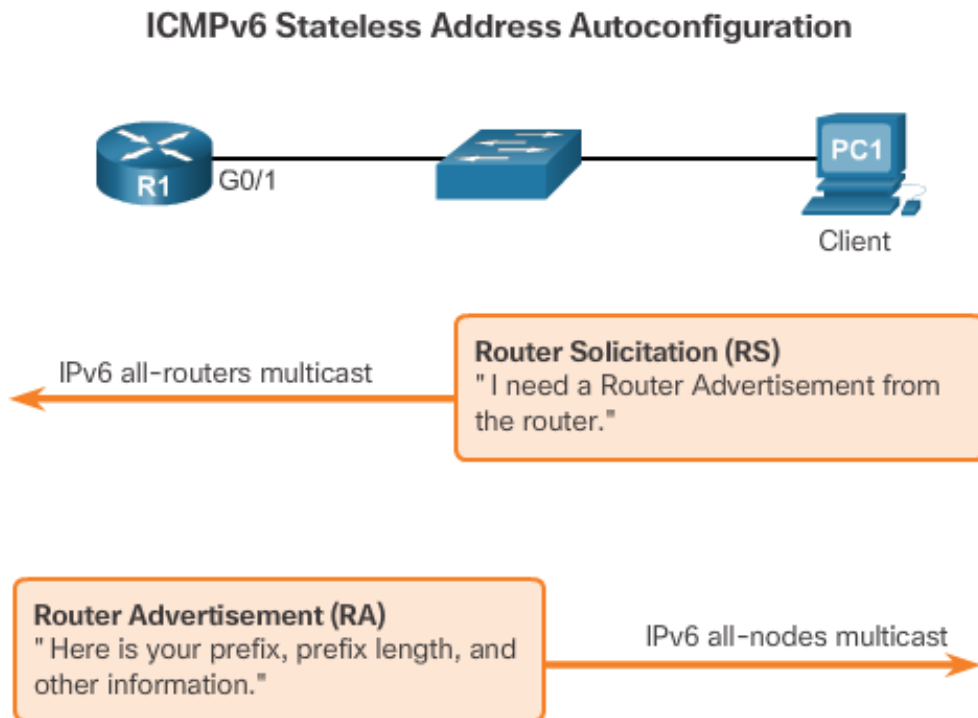 ICMPv6 Stateless Address Autoconfiguration
R1
G0/1
PC1
Client
IPv6 all-routers multicast
Router Solicitation (RS)
"I need a Router Advertisement from
the router."
Router Advertisement (RA)
"Here is your prefix, prefix length, and
other information."
IPv6 all-nodes multicast